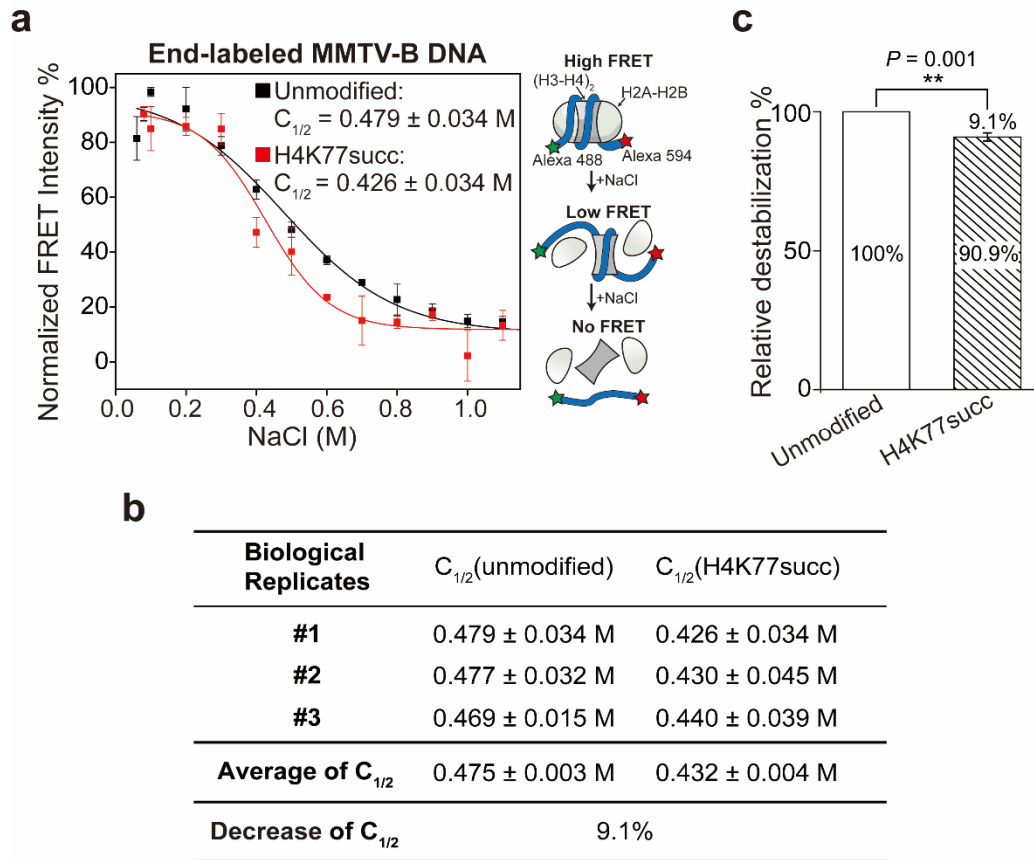 a
End-labeled MMTV-B DNA
Normalized FRET Intensity %
100
80
60
40
20
0
0.0
0.2
0.4
0.6
0.8
1.0
NaCl (M)
Unmodified:
C1/2 = 0.479 ± 0.034 M
H4K77succ:
C1/2 = 0.426 ± 0.034 M
High FRET
(H3-H4)2
H2A-H2B
Alexa 488
Alexa 594
+NaCl
Low FRET
+NaCl
No FRET
c
P = 0.001
**
Relative destabilization %
100
50
0
100%
9.1%
90.9%
Unmodified
H4K77succ
b
Biological Replicates C1/2(unmodified) C1/2(H4K77succ)
#1 0.479 ± 0.034 M 0.426 ± 0.034 M
#2 0.477 ± 0.032 M 0.430 ± 0.045 M
#3 0.469 ± 0.015 M 0.440 ± 0.039 M
Average of C1/2 0.475 ± 0.003 M 0.432 ± 0.004 M
Decrease of C1/2 9.1%